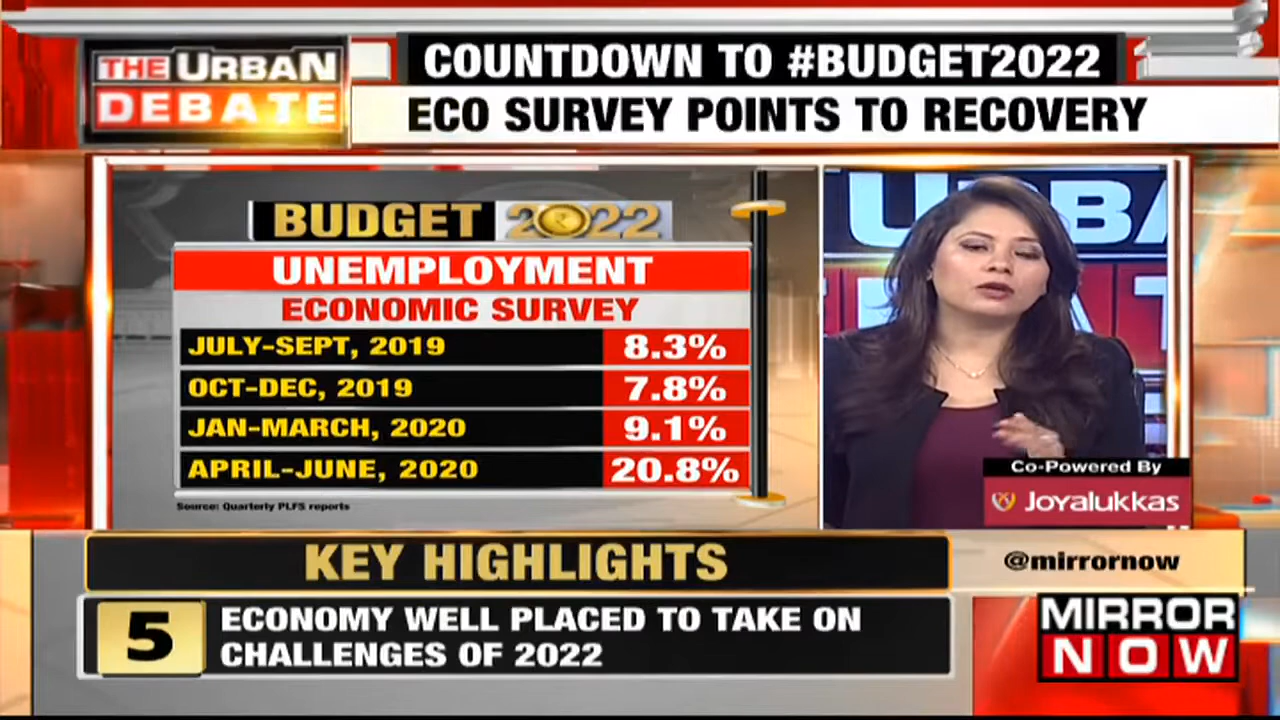 THE URBAN
DEBATE
COUNTDOWN TO #BUDGET2022
ECO SURVEY POINTS TO RECOVERY
BUDGET 2022
UNEMPLOYMENT
ECONOMIC SURVEY
JULY-SEPT, 2019 8.3%
OCT-DEC, 2019 7.8%
JAN-MARCH, 2020 9.1%
APRIL-JUNE, 2020 20.8%
Source: Quarterly PLFS reports
URBA
Co-Powered By
Joyalukkas
KEY HIGHLIGHTS
@mirrornow
5 ECONOMY WELL PLACED TO TAKE ON
CHALLENGES OF 2022
MIRROR
NOW